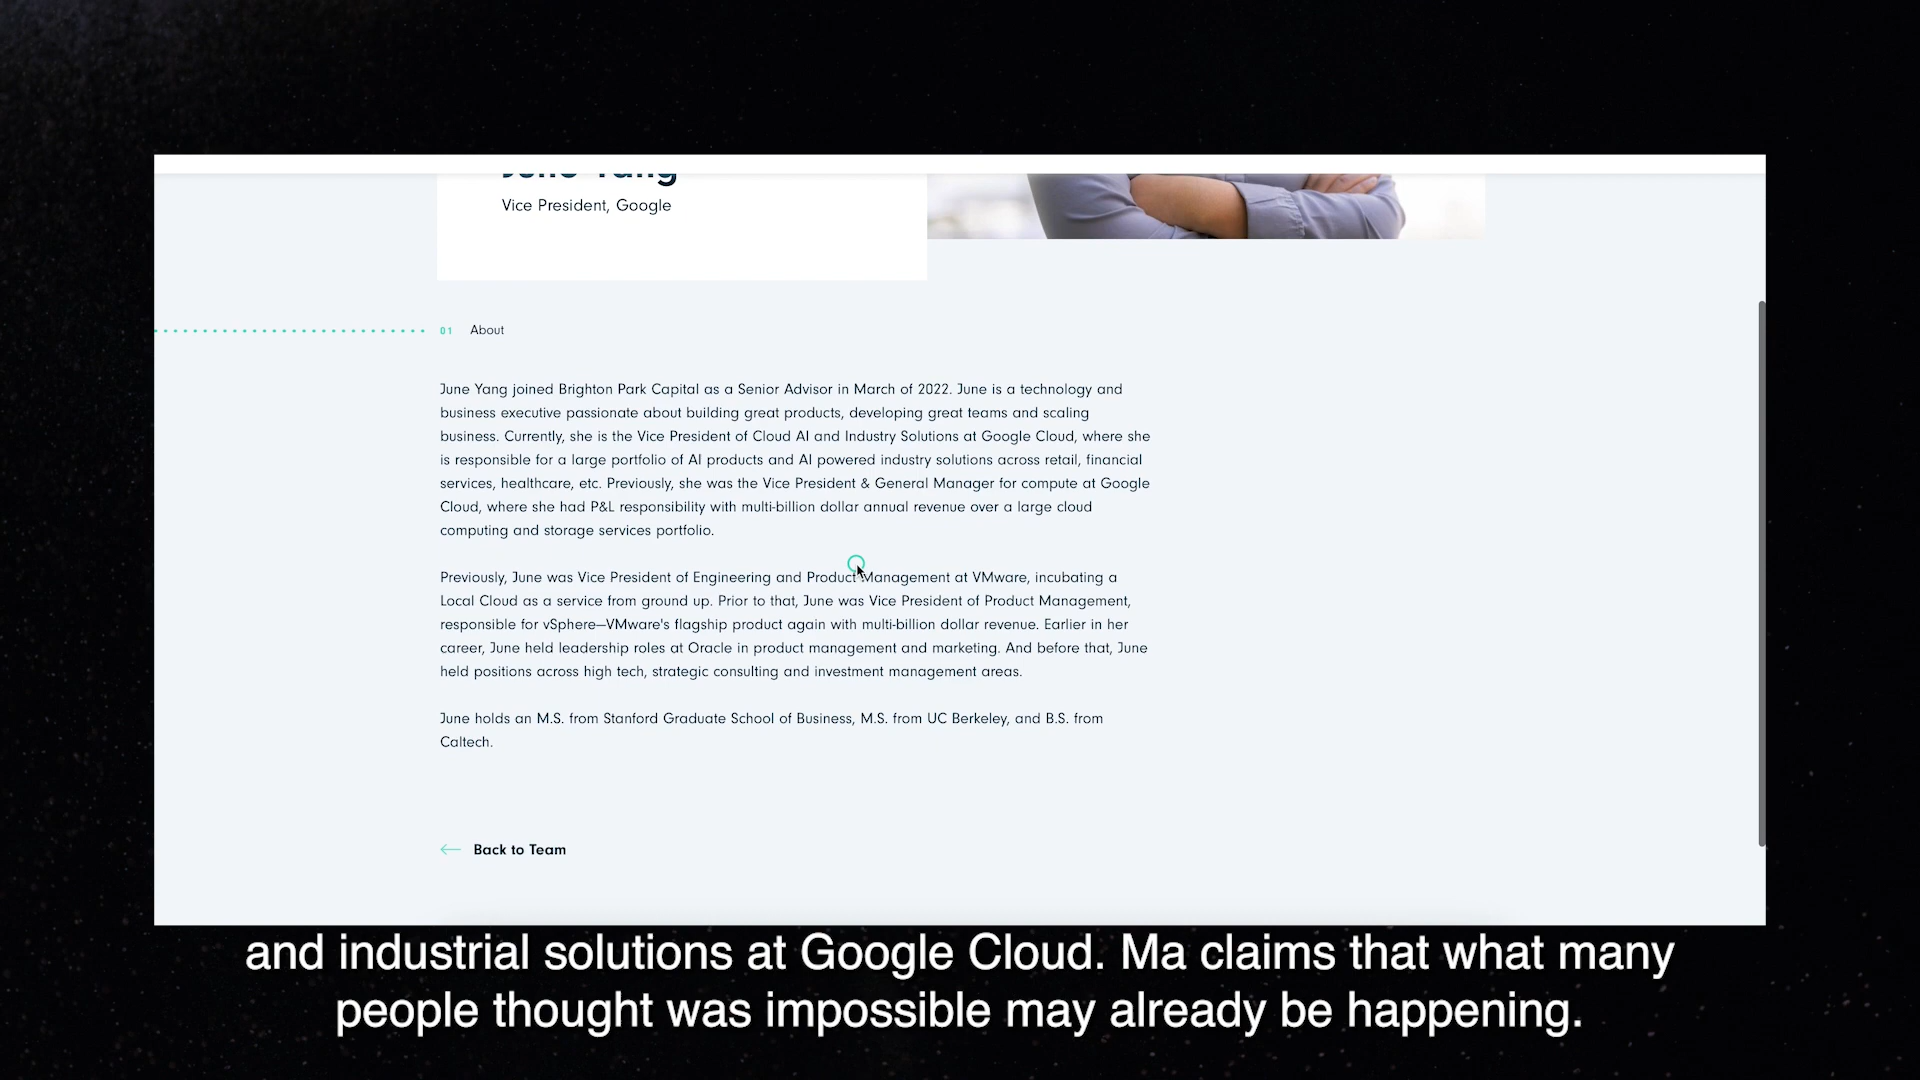 June Yang
Vice President, Google
01 About
June Yang joined Brighton Park Capital as a Senior Advisor in March of 2022. June is a technology and
business executive passionate about building great products, developing great teams and scaling
business. Currently, she is the Vice President of Cloud AI and Industry Solutions at Google Cloud, where she
is responsible for a large portfolio of AI products and AI powered industry solutions across retail, financial
services, healthcare, etc. Previously, she was the Vice President & General Manager for compute at Google
Cloud, where she had P&L responsibility with multi-billion dollar annual revenue over a large cloud
computing and storage services portfolio.
Previously, June was Vice President of Engineering and Product Management at VMware, incubating a
Local Cloud as a service from ground up. Prior to that, June was Vice President of Product Management,
responsible for vSphere—VMware's flagship product again with multi-billion dollar revenue. Earlier in her
career, June held leadership roles at Oracle in product management and marketing. And before that, June
held positions across high tech, strategic consulting and investment management areas.
June holds an M.S. from Stanford Graduate School of Business, M.S. from UC Berkeley, and B.S. from
Caltech.
Back to Team
and industrial solutions at Google Cloud. Ma claims that what many
people thought was impossible may already be happening.